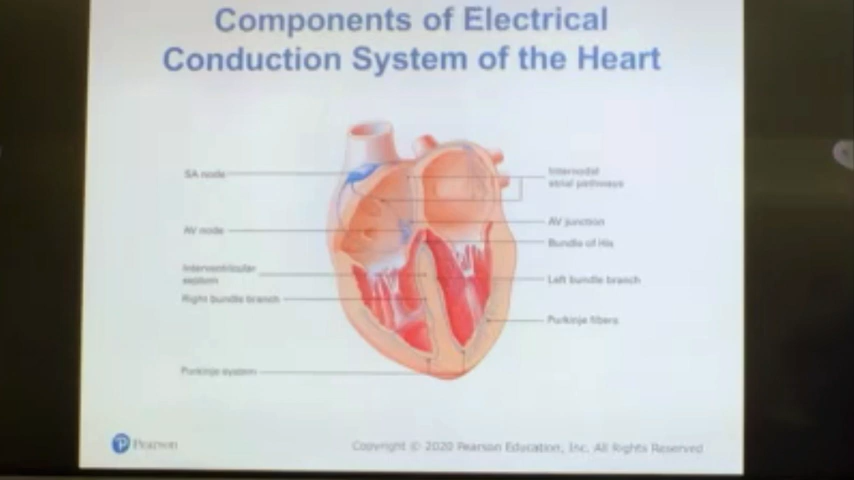 Components of Electrical
Conduction System of the Heart
SA node
Internodal
atrial pathways
AV node
AV junction
Bundle of His
Interventricular
septum
Left bundle branch
Right bundle branch
Purkinje fibers
Purkinje system
Pearson
Copyright © 2020 Pearson Education, Inc. All Rights Reserved